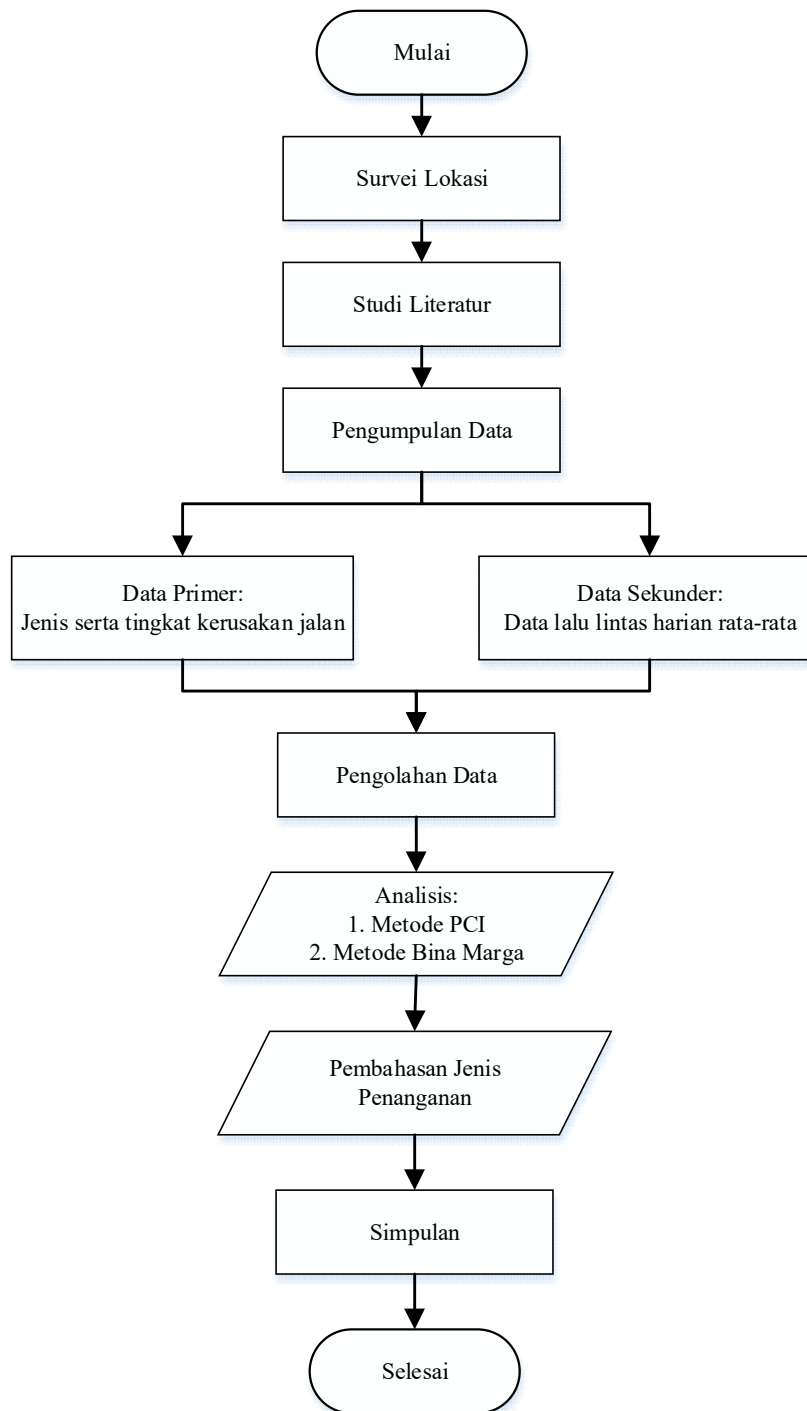 Mulai
Survei Lokasi
Studi Literatur
Pengumpulan Data
Data Primer:
Jenis serta tingkat kerusakan jalan
Data Sekunder:
Data lalu lintas harian rata-rata
Pengolahan Data
Analisis:
1. Metode PCI
2. Metode Bina Marga
Pembahasan Jenis
Penanganan
Simpulan
Selesai